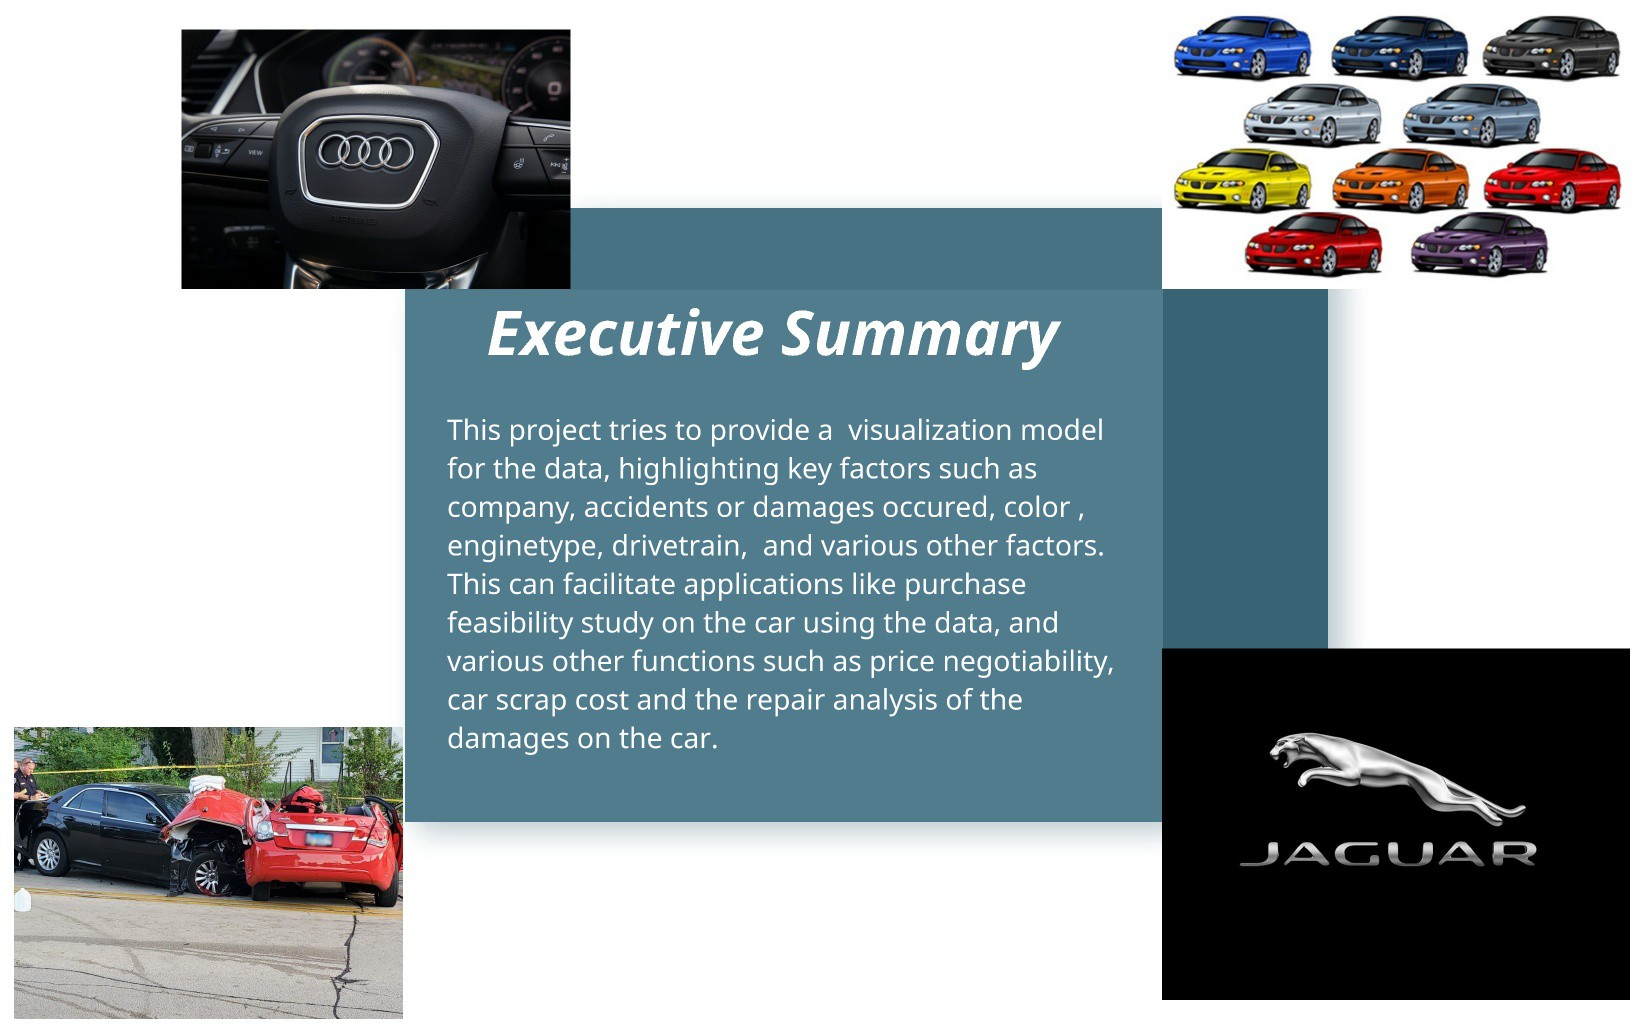 VIEW
Executive Summary
This project tries to provide a  visualization model
for the data, highlighting key factors such as
company, accidents or damages occured, color ,
enginetype, drivetrain,  and various other factors.
This can facilitate applications like purchase
feasibility study on the car using the data, and
various other functions such as price negotiability,
car scrap cost and the repair analysis of the
damages on the car.
JAGUAR